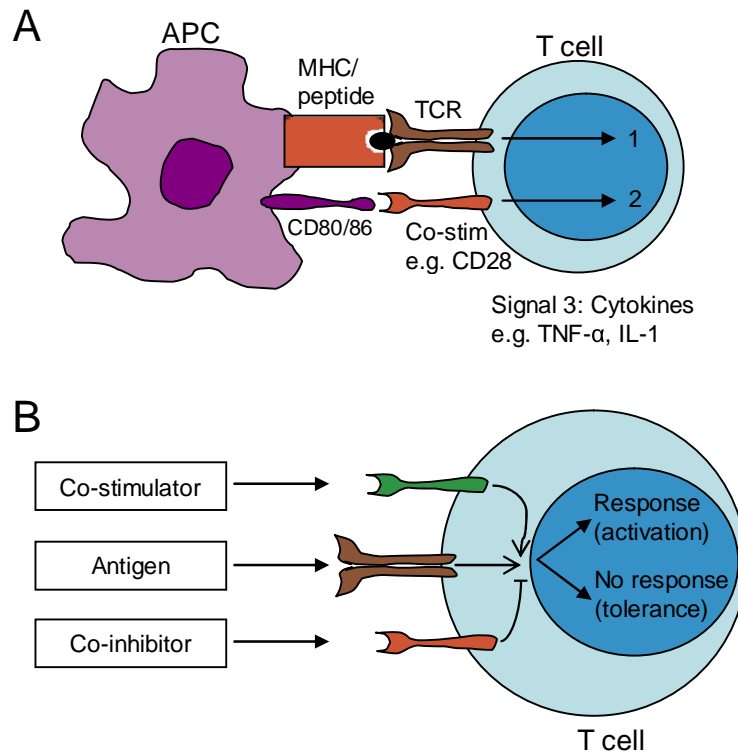 A
APC
T cell
MHC/
peptide
TCR
1
2
CD80/86
Co-stim
e.g. CD28
Signal 3: Cytokines
e.g. TNF-α, IL-1
B
Co-stimulator
Response
(activation)
Antigen
No response
(tolerance)
Co-inhibitor
T cell